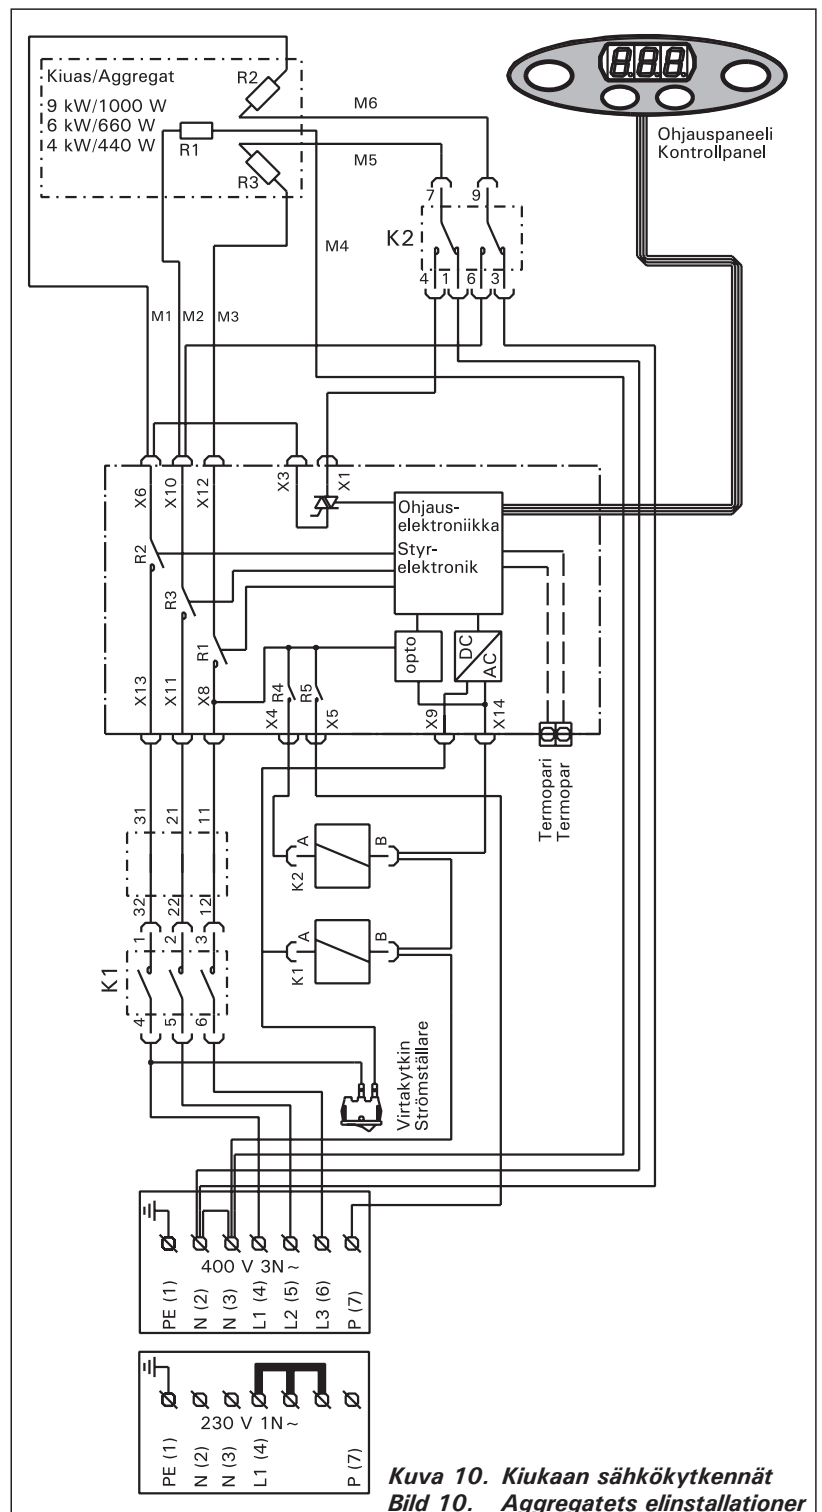 Kiuas/Aggregat
9 kW/1000 W
6 kW/660 W
4 kW/440 W
R2
R1
R3
M6
M5
M4
8.8.8.
Ohjauspaneeli
Kontrollpanel
7
9
K2
4
1
6
3
M1
M2
M3
X6
X10
X12
X3
X1
Ohjaus-
elektroniikka
Styr-
elektronik
R2
R3
R1
opto
DC
AC
X13
X11
X8
X4
R4
R5
X5
X9
X14
Termopari
Termopar
31
21
11
A
B
K2
32
22
12
1
2
3
K1
A
B
K1
4
5
6
Virtakytkin
Strömställare
400 V 3N~
PE (1)
N (2)
N (3)
L1 (4)
L2 (5)
L3 (6)
P (7)
230 V 1N~
PE (1)
N (2)
N (3)
L1 (4)
P (7)
Kuva 10. Kiukaan sähkökytkennät
Bild 10. Aggregatets elinstallationer